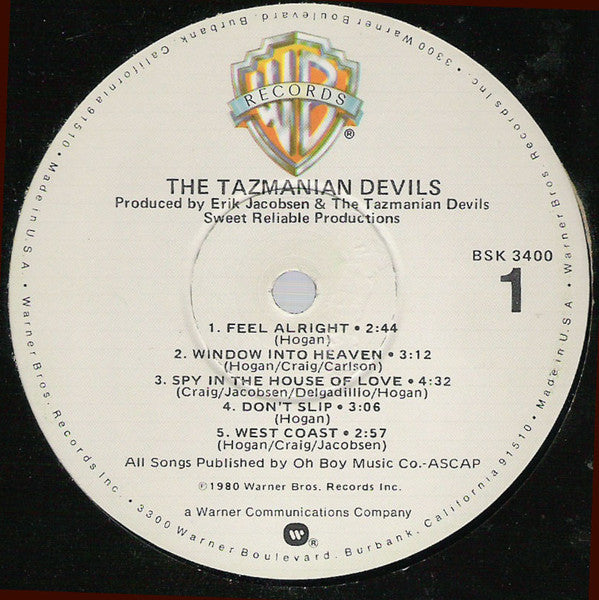 WB
RECORDS
®
THE TAZMANIAN DEVILS
Produced by Erik Jacobsen & The Tazmanian Devils
Sweet Reliable Productions
BSK 3400
1
1. FEEL ALRIGHT • 2:44
(Hogan)
2. WINDOW INTO HEAVEN • 3:12
(Hogan/Craig/Carlson)
3. SPY IN THE HOUSE OF LOVE • 4:32
(Craig/Jacobsen/Delgadillo/Hogan)
4. DON'T SLIP • 3:06
(Hogan)
5. WEST COAST • 2:57
(Hogan/Craig/Jacobsen)
All Songs Published by Oh Boy Music Co.-ASCAP
℗1980 Warner Bros. Records Inc.
a Warner Communications Company
W®
Warner Bros. Records Inc. • 3300 Warner Boulevard, Burbank, California 91510 • Made in U.S.A. •
Warner Bros. Records Inc. • 3300 Warner Boulevard, Burbank, California 91510 • Made in U.S.A. •